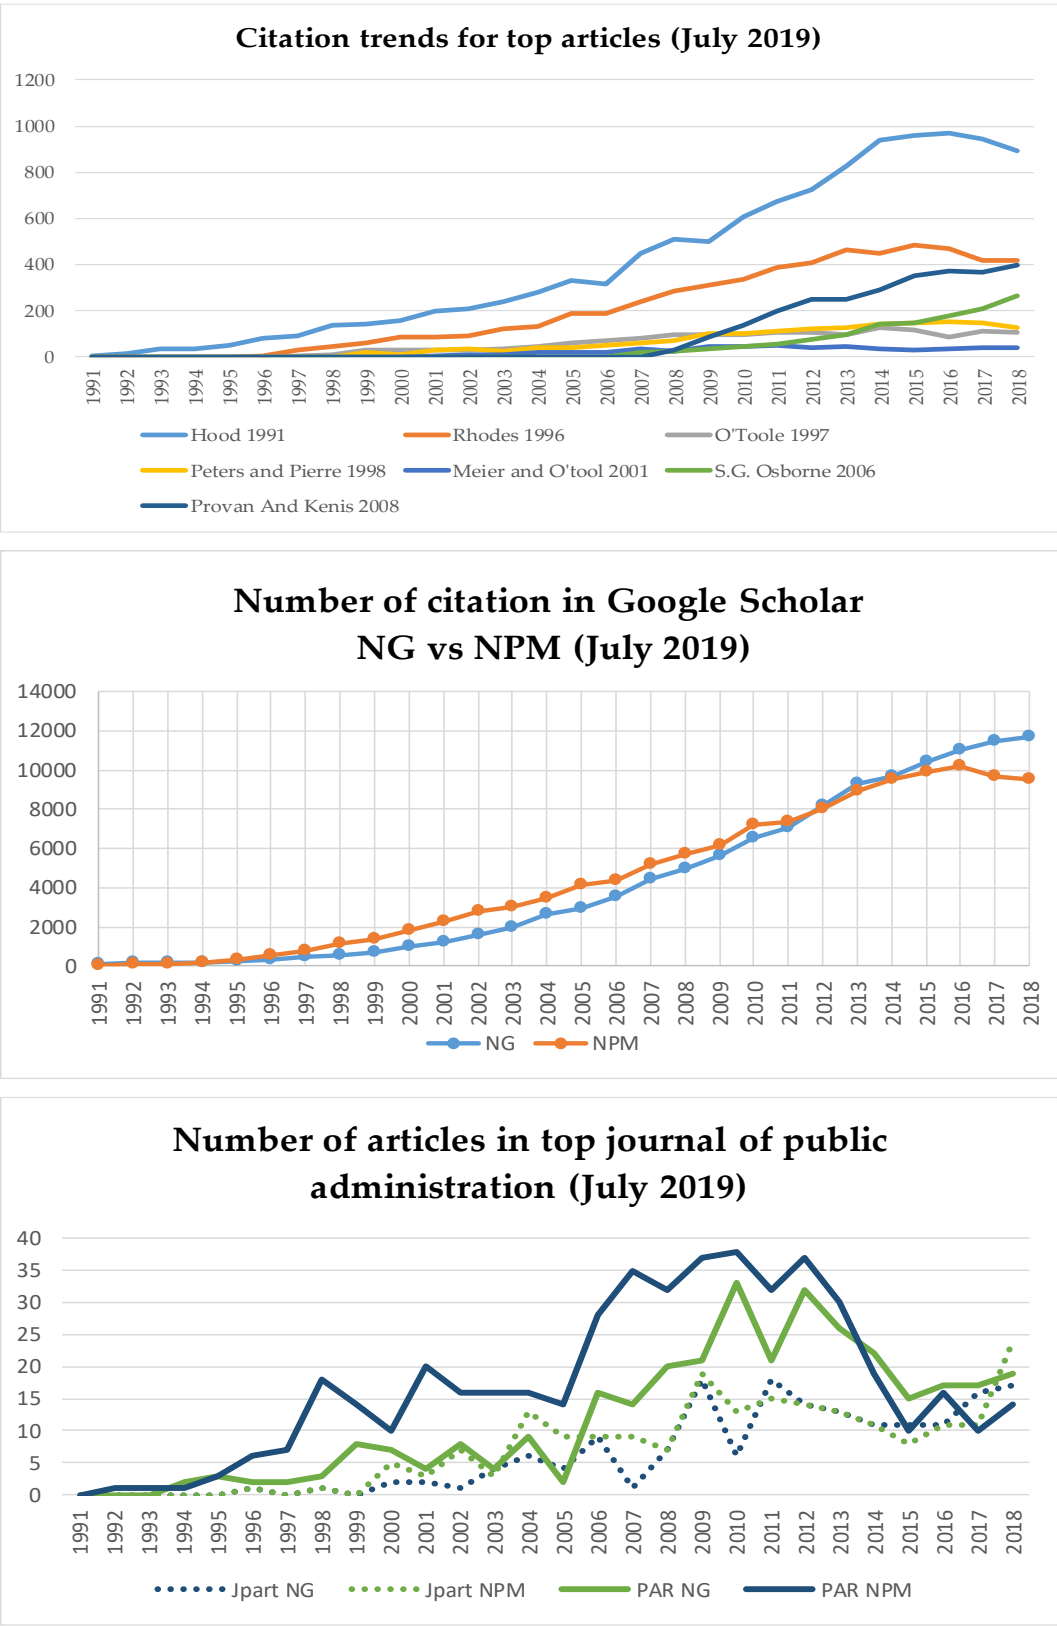 Citation trends for top articles (July 2019)
1200
1000
800
600
400
200
0
1991 1992 1993 1994 1995 1996 1997 1998 1999 2000 2001 2002 2003 2004 2005 2006 2007 2008 2009 2010 2011 2012 2013 2014 2015 2016 2017 2018
Hood 1991 Rhodes 1996 O'Toole 1997
Peters and Pierre 1998 Meier and O'tool 2001 S.G. Osborne 2006
Provan And Kenis 2008
Number of citation in Google Scholar
NG vs NPM (July 2019)
14000
12000
10000
8000
6000
4000
2000
0
1991 1992 1993 1994 1995 1996 1997 1998 1999 2000 2001 2002 2003 2004 2005 2006 2007 2008 2009 2010 2011 2012 2013 2014 2015 2016 2017 2018
NG NPM
Number of articles in top journal of public
administration (July 2019)
40
35
30
25
20
15
10
5
0
1991 1992 1993 1994 1995 1996 1997 1998 1999 2000 2001 2002 2003 2004 2005 2006 2007 2008 2009 2010 2011 2012 2013 2014 2015 2016 2017 2018
Jpart NG Jpart NPM PAR NG PAR NPM